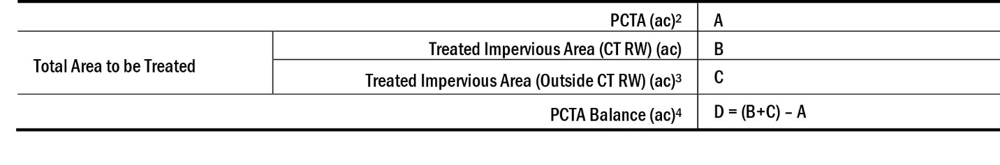 PCTA (ac)² A
Treated Impervious Area (CT RW) (ac) B
Total Area to be Treated
Treated Impervious Area (Outside CT RW) (ac)³ C
PCTA Balance (ac)⁴ D = (B+C) – A